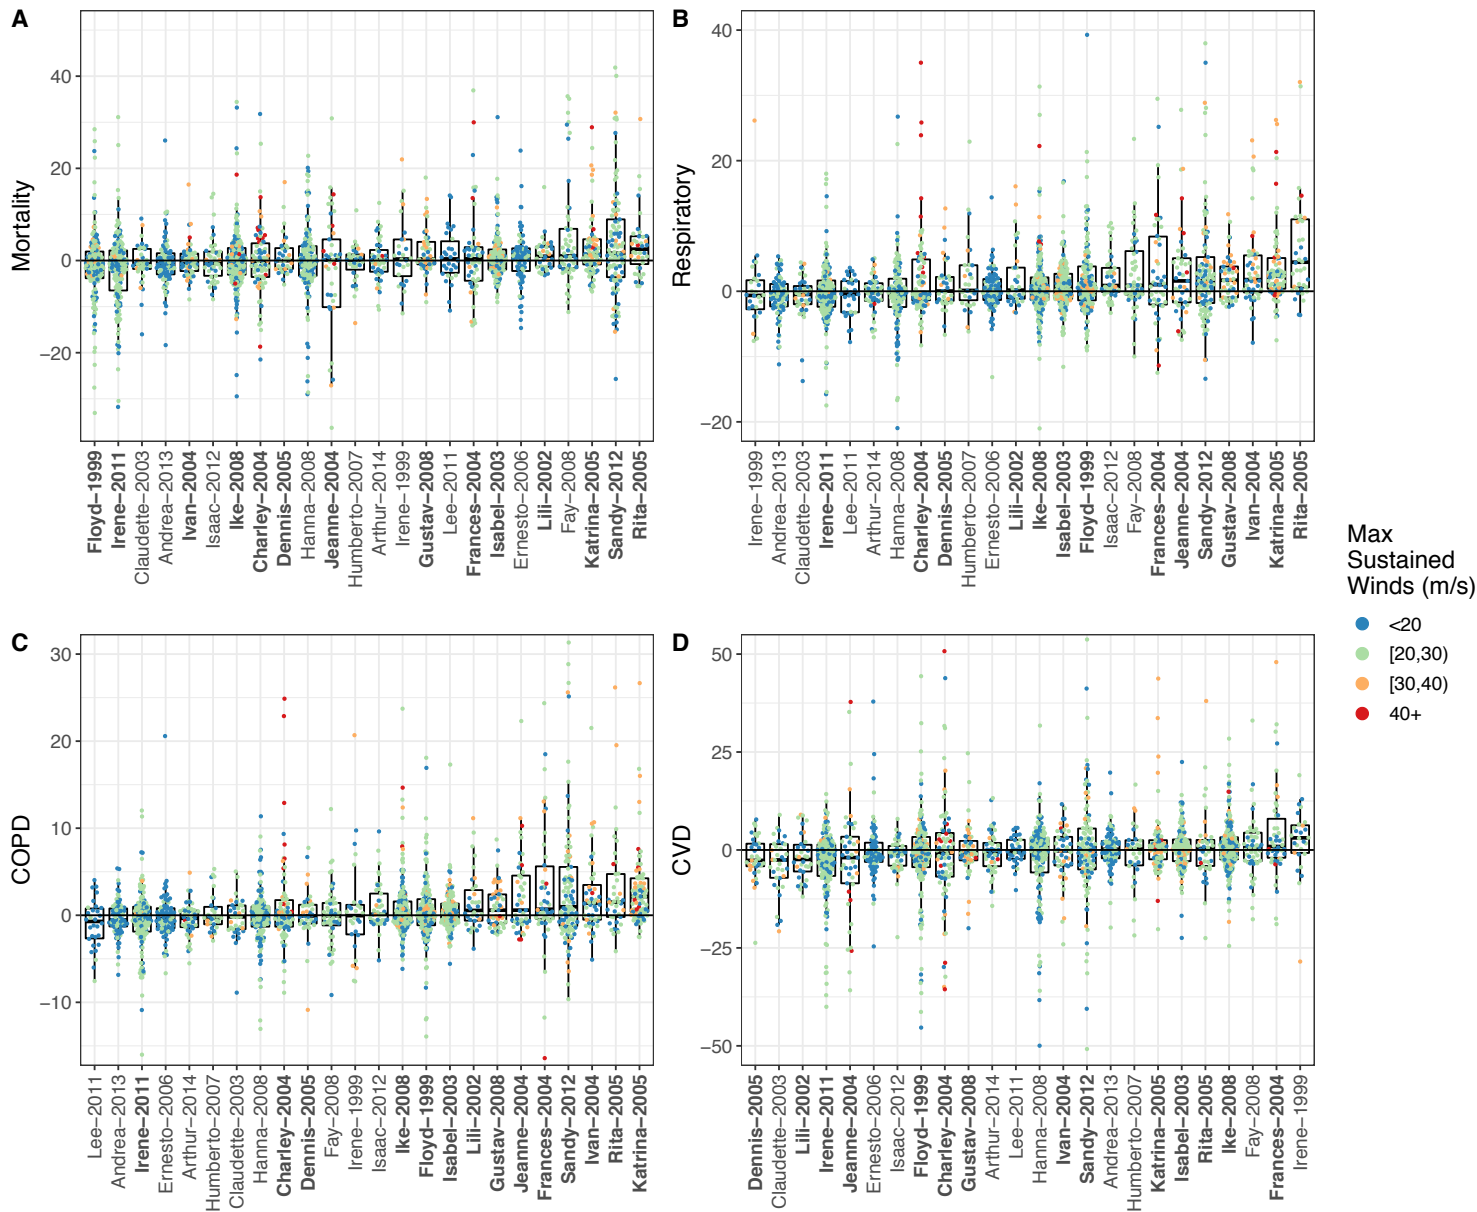 A
Mortality
40
20
0
−20
Floyd−1999
Irene−2011
Claudette−2003
Andrea−2013
Ivan−2004
Isaac−2012
Ike−2008
Charley−2004
Dennis−2005
Hanna−2008
Jeanne−2004
Humberto−2007
Arthur−2014
Irene−1999
Gustav−2008
Lee−2011
Frances−2004
Isabel−2003
Ernesto−2006
Lili−2002
Fay−2008
Katrina−2005
Sandy−2012
Rita−2005
B
Respiratory
40
20
0
−20
Irene−1999
Andrea−2013
Claudette−2003
Irene−2011
Lee−2011
Arthur−2014
Hanna−2008
Charley−2004
Dennis−2005
Humberto−2007
Ernesto−2006
Lili−2002
Ike−2008
Isabel−2003
Floyd−1999
Isaac−2012
Fay−2008
Frances−2004
Jeanne−2004
Sandy−2012
Gustav−2008
Ivan−2004
Katrina−2005
Rita−2005
C
COPD
30
20
10
0
−10
Lee−2011
Andrea−2013
Irene−2011
Ernesto−2006
Arthur−2014
Humberto−2007
Claudette−2003
Hanna−2008
Charley−2004
Dennis−2005
Fay−2008
Irene−1999
Isaac−2012
Ike−2008
Floyd−1999
Isabel−2003
Lili−2002
Gustav−2008
Jeanne−2004
Frances−2004
Sandy−2012
Ivan−2004
Rita−2005
Katrina−2005
D
CVD
50
25
0
−25
−50
Dennis−2005
Claudette−2003
Lili−2002
Irene−2011
Jeanne−2004
Ernesto−2006
Isaac−2012
Floyd−1999
Charley−2004
Gustav−2008
Arthur−2014
Lee−2011
Hanna−2008
Ivan−2004
Sandy−2012
Andrea−2013
Humberto−2007
Katrina−2005
Isabel−2003
Rita−2005
Ike−2008
Fay−2008
Frances−2004
Irene−1999
Max
Sustained
Winds (m/s)
<20
[20,30)
[30,40)
40+